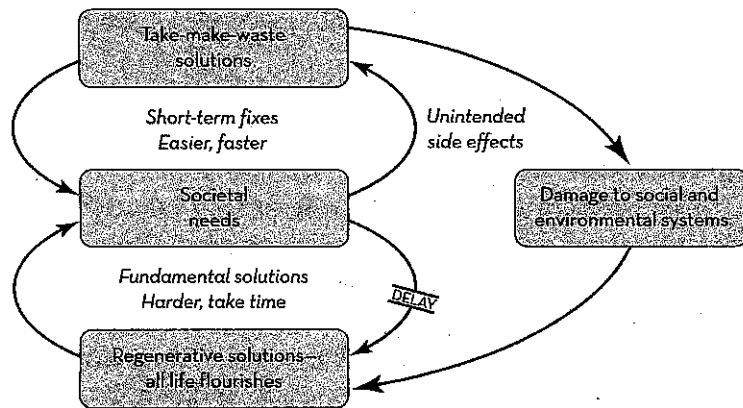 Take-make-waste
solutions
Short-term fixes
Easier, faster
Unintended
side effects
Societal
needs
Damage to social and
environmental systems
Fundamental solutions
Harder, take time
DELAY
Regenerative solutions—
all life flourishes